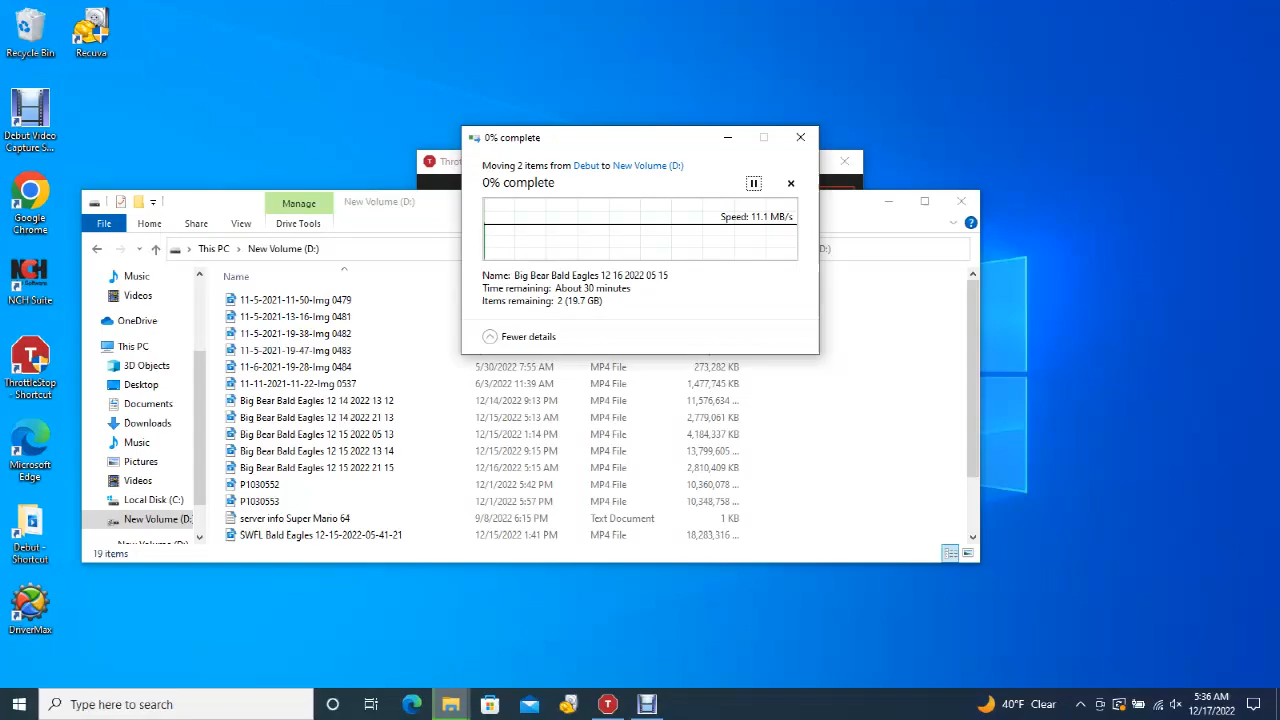 Recycle Bin
Recuva
Debut Video
Capture S...
Google
Chrome
NCH Suite
ThrottleStop
- Shortcut
Microsoft
Edge
Debut -
Shortcut
DriverMax
0% complete
Moving 2 items from Debut to New Volume (D:)
0% complete
Speed: 11.1 MB/s
Name: Big Bear Bald Eagles 12 16 2022 05 15
Time remaining: About 30 minutes
Items remaining: 2 (19.7 GB)
Fewer details
Manage
New Volume (D:)
File
Home
Share
View
Drive Tools
This PC > New Volume (D:)
Music
Videos
OneDrive
This PC
3D Objects
Desktop
Documents
Downloads
Music
Pictures
Videos
Local Disk (C:)
New Volume (D:
Name
11-5-2021-11-50-Img 0479
11-5-2021-13-16-Img 0481
11-5-2021-19-38-Img 0482
11-5-2021-19-47-Img 0483
11-6-2021-19-28-Img 0484 5/30/2022 7:55 AM MP4 File 273,282 KB
11-11-2021-11-22-Img 0537 6/3/2022 11:39 AM MP4 File 1,477,745 KB
Big Bear Bald Eagles 12 14 2022 13 12 12/14/2022 9:13 PM MP4 File 11,576,634 ...
Big Bear Bald Eagles 12 14 2022 21 13 12/15/2022 5:13 AM MP4 File 2,779,061 KB
Big Bear Bald Eagles 12 15 2022 05 13 12/15/2022 1:14 PM MP4 File 4,184,337 KB
Big Bear Bald Eagles 12 15 2022 13 14 12/15/2022 9:15 PM MP4 File 13,799,605 ...
Big Bear Bald Eagles 12 15 2022 21 15 12/16/2022 5:15 AM MP4 File 2,810,409 KB
P1030552 12/1/2022 5:42 PM MP4 File 10,360,078 ...
P1030553 12/1/2022 5:57 PM MP4 File 10,348,758 ...
server info Super Mario 64 9/8/2022 6:15 PM Text Document 1 KB
SWFL Bald Eagles 12-15-2022-05-41-21 12/15/2022 1:41 PM MP4 File 18,283,316 ...
19 items
Type here to search
40°F Clear
5:36 AM
12/17/2022